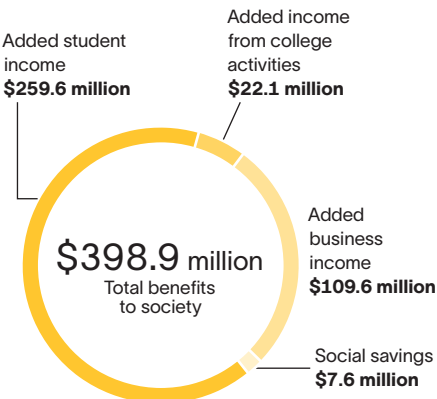 Added student
income
$259.6 million
Added income
from college
activities
$22.1 million
$398.9 million
Total benefits
to society
Added
business
income
$109.6 million
Social savings
$7.6 million